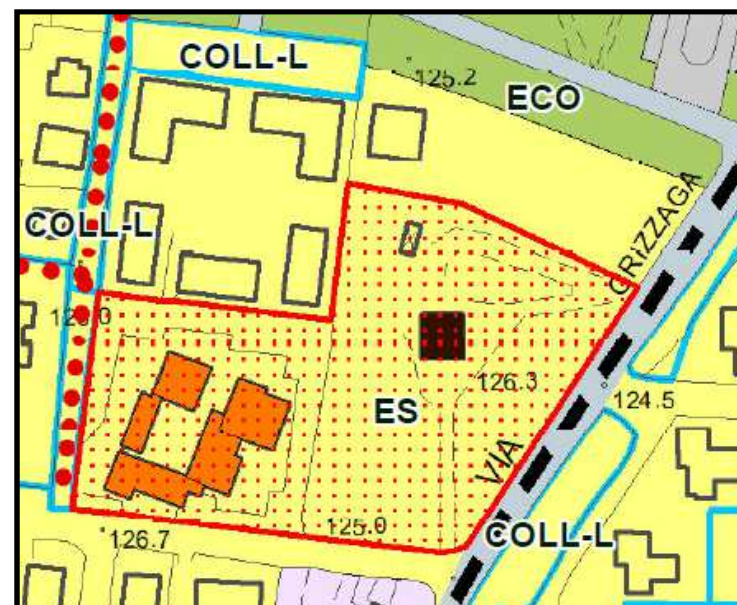 COLL-L
125.2
ECO
COLL-L
VIA GRIZZAGA
126.3
124.5
ES
125.0
126.7
COLL-L